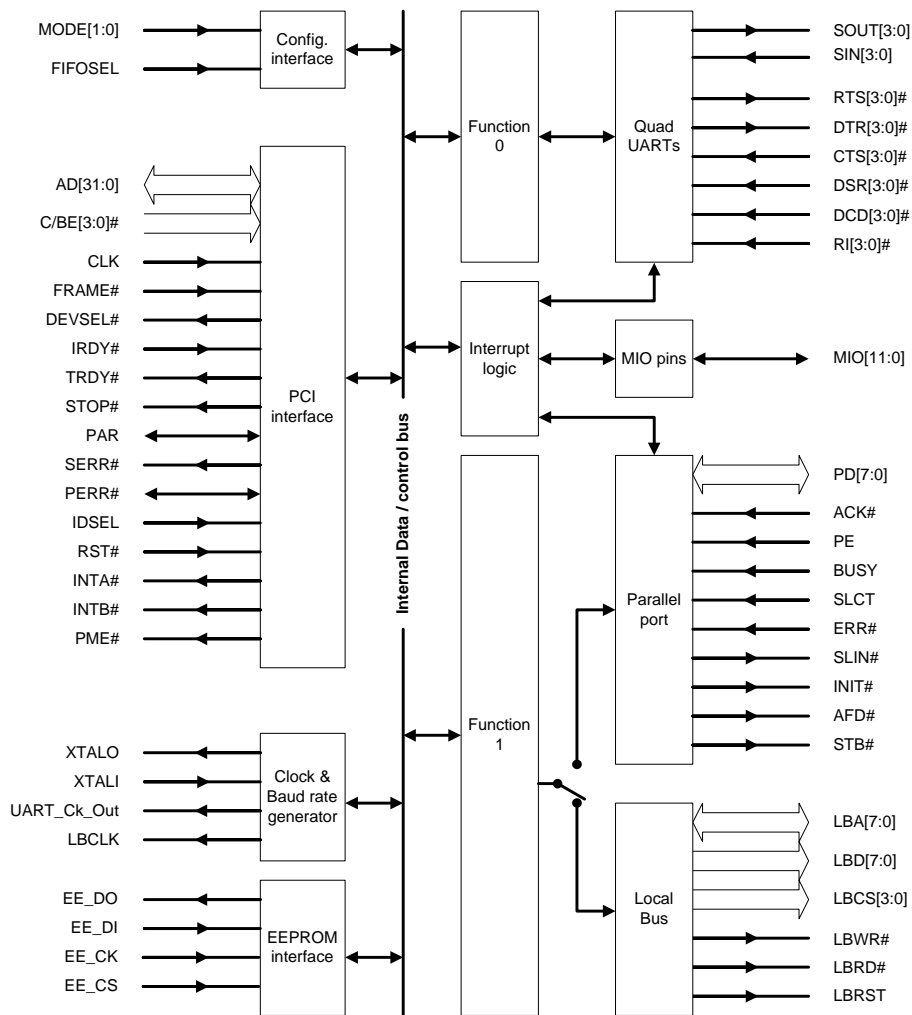 MODE[1:0]
FIFOSEL
Config.
interface
AD[31:0]
C/BE[3:0]#
CLK
FRAME#
DEVSEL#
IRDY#
TRDY#
STOP#
PAR
SERR#
PERR#
IDSEL
RST#
INTA#
INTB#
PME#
PCI
interface
XTALO
XTALI
UART_Ck_Out
LBCLK
Clock &
Baud rate
generator
EE_DO
EE_DI
EE_CK
EE_CS
EEPROM
interface
Internal Data / control bus
Function
0
Interrupt
logic
Function
1
Quad
UARTs
MIO pins
Parallel
port
Local
Bus
SOUT[3:0]
SIN[3:0]
RTS[3:0]#
DTR[3:0]#
CTS[3:0]#
DSR[3:0]#
DCD[3:0]#
RI[3:0]#
MIO[11:0]
PD[7:0]
ACK#
PE
BUSY
SLCT
ERR#
SLIN#
INIT#
AFD#
STB#
LBA[7:0]
LBD[7:0]
LBCS[3:0]
LBWR#
LBRD#
LBRST